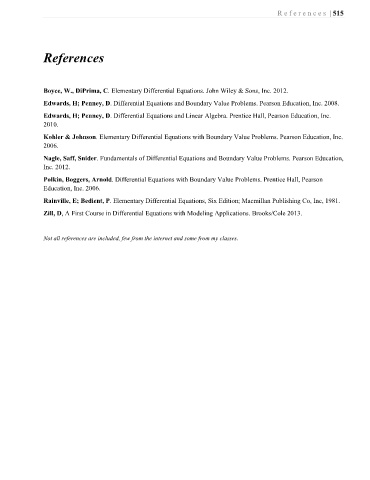 References | 515
References
Boyce, W., DiPrima, C. Elementary Differential Equations, John Wiley & Sons, Inc. 2012.
Edwards, H; Penney, D. Differential Equations and Boundary Value Problems. Pearson Education, Inc. 2008.
Edwards, H; Penney, D. Differential Equations and Linear Algebra. Prentice Hall, Pearson Education, Inc.
2010.
Kohler & Johnson. Elementary Differential Equations with Boundary Value Problems. Pearson Education, Inc.
2006.
Nagle, Saff, Snider. Fundamentals of Differential Equations and Boundary Value Problems. Pearson Education,
Inc. 2012.
Polkin, Boggers, Arnold. Differential Equations with Boundary Value Problems. Prentice Hall, Pearson
Education, Inc. 2006.
Rainville, E; Bedient, P. Elementary Differential Equations, Six Edition; Macmillan Publishing Co, Inc, 1981.
Zill, D, A First Course in Differential Equations with Modeling Applications. Brooks/Cole 2013.
Not all references are included, few from the internet and some from my classes.